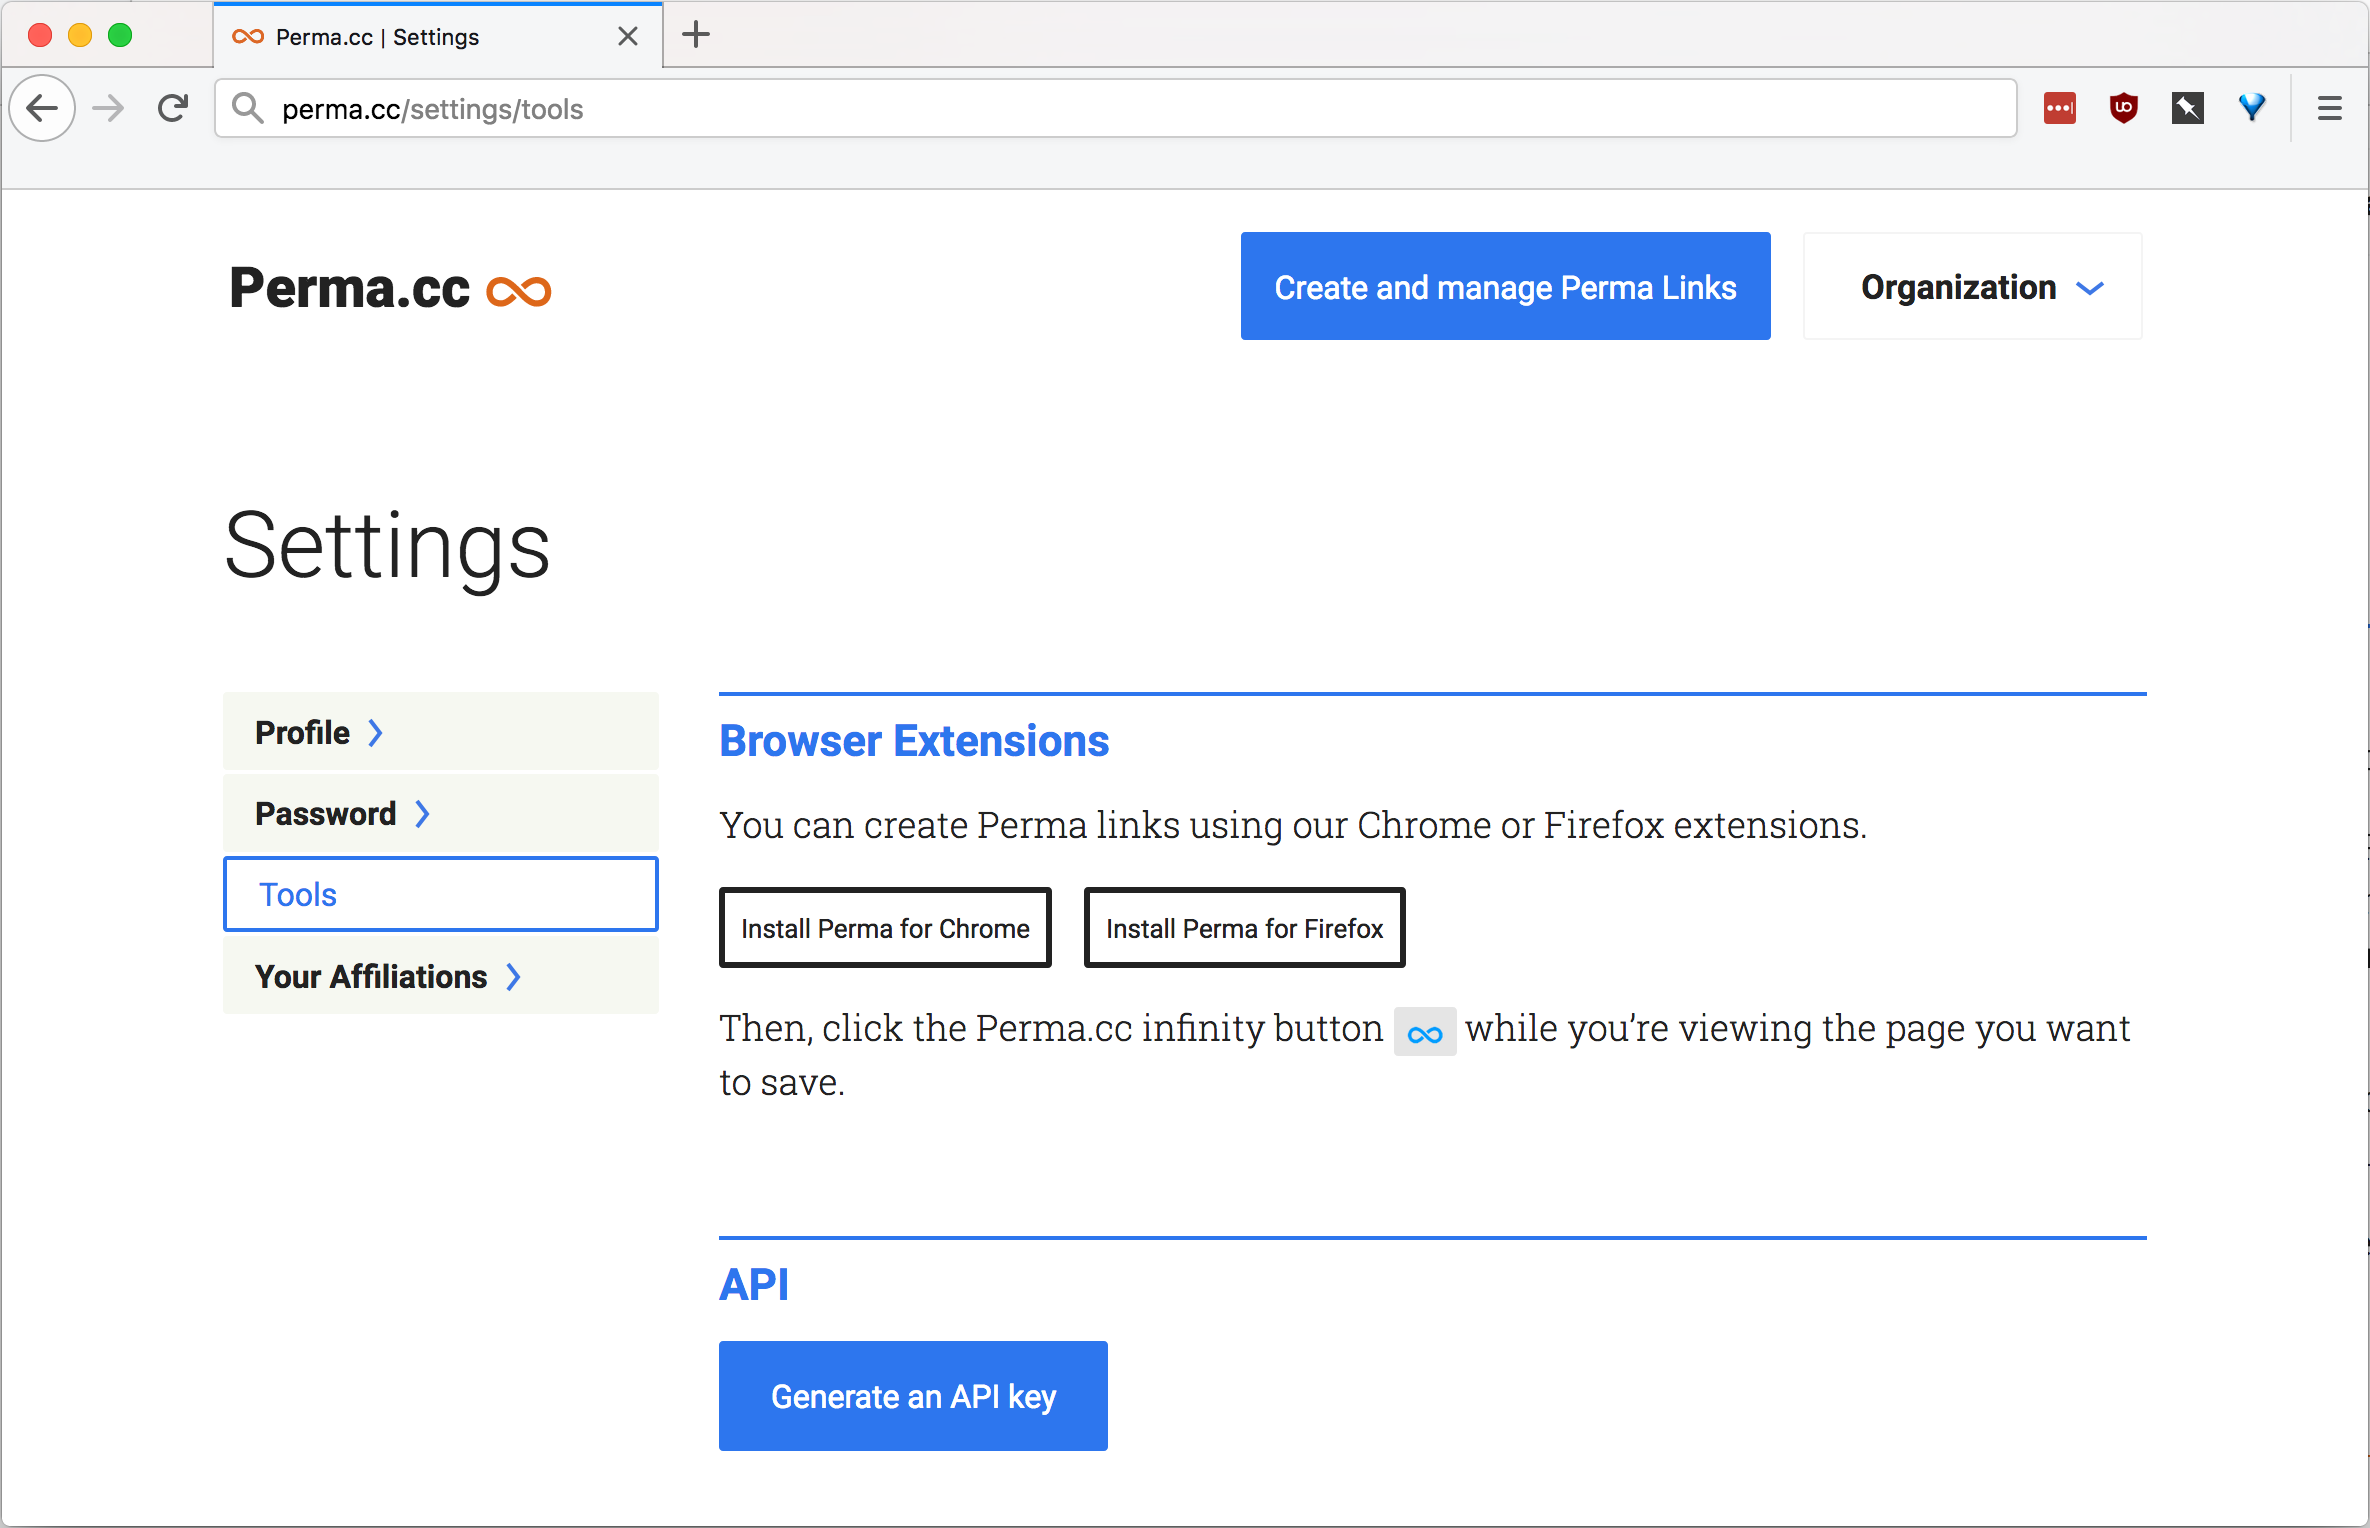 Perma.cc | Settings
perma.cc/settings/tools
Perma.cc
Create and manage Perma Links
Organization
Settings
Profile
Password
Tools
Your Affiliations
Browser Extensions
You can create Perma links using our Chrome or Firefox extensions.
Install Perma for Chrome
Install Perma for Firefox
Then, click the Perma.cc infinity button while you’re viewing the page you want
to save.
API
Generate an API key